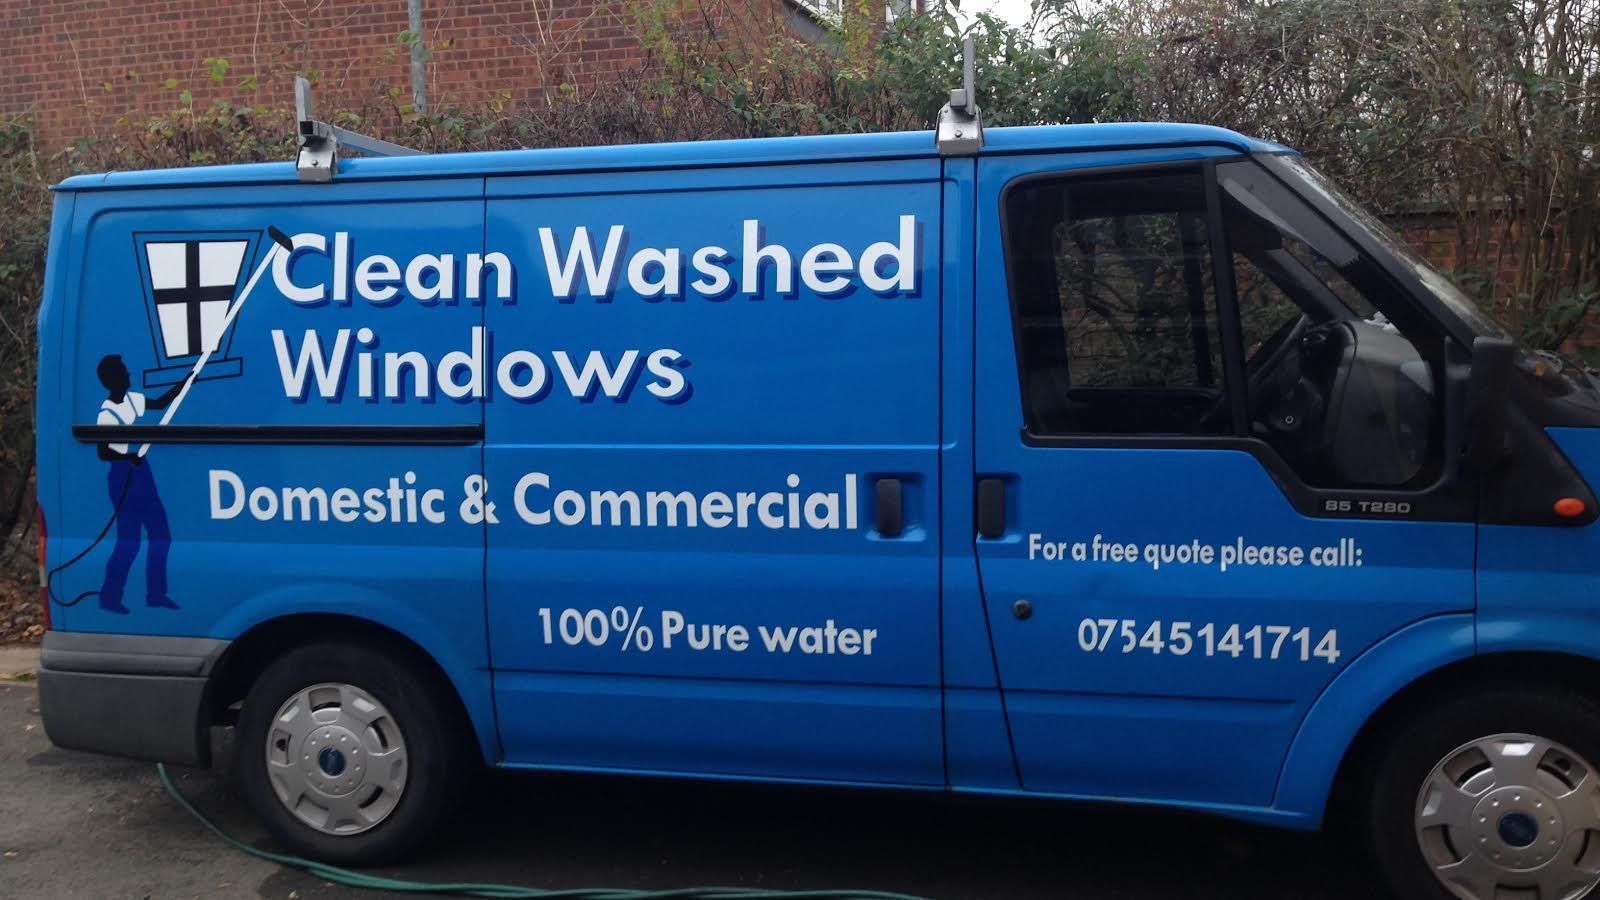 Clean Washed
Windows
Domestic & Commercial
100% Pure water
85 T280
For a free quote please call:
07545141714